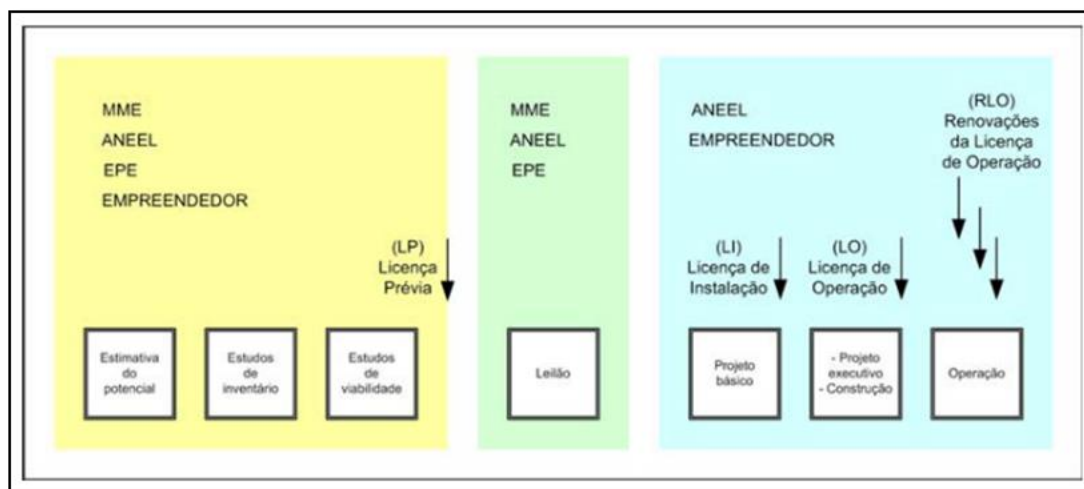 MME
ANEEL
EPE
EMPREENDEDOR
(LP)
Licença
Prévia
Estimativa
do
potencial
Estudos
de
inventário
Estudos
de
viabilidade
MME
ANEEL
EPE
Leilão
ANEEL
EMPREENDEDOR
(RLO)
Renovações
da Licença
de Operação
(LI)
Licença de
Instalação
(LO)
Licença de
Operação
Projeto
básico
- Projeto
executivo
- Construção
Operação